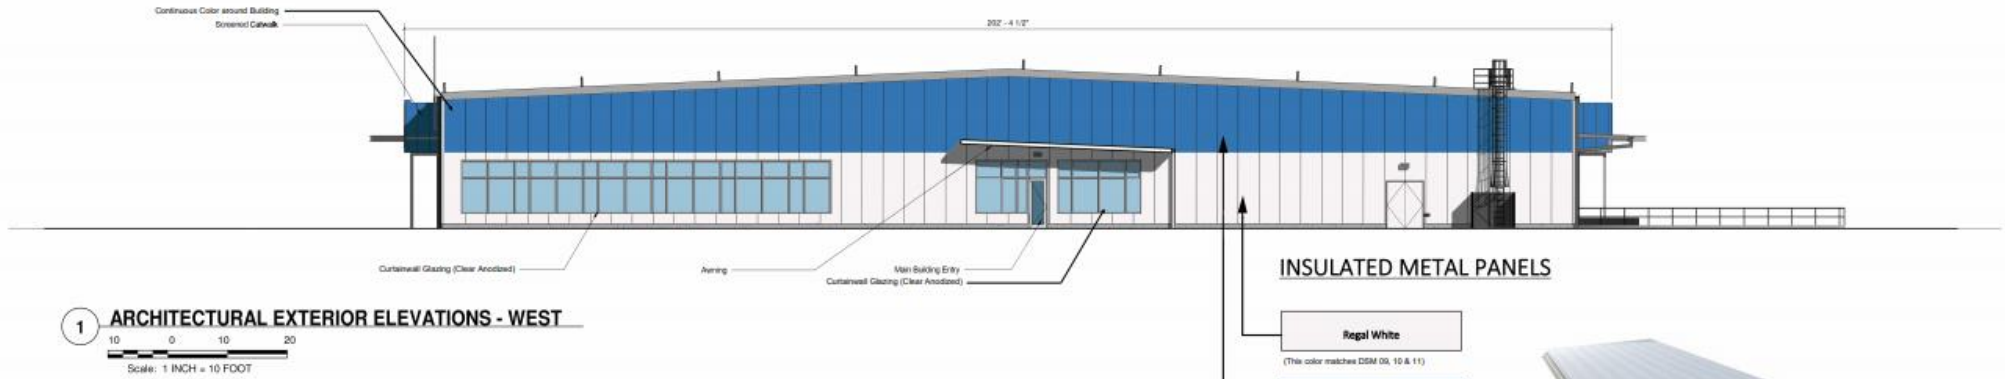 Continuous Color around Building
Screened Catwalk
202' - 4 1/2"
Curtainwall Glazing (Clear Anodized)
Awning
Main Building Entry
Curtainwall Glazing (Clear Anodized)
INSULATED METAL PANELS
1 ARCHITECTURAL EXTERIOR ELEVATIONS - WEST
10 0 10 20
Scale: 1 INCH = 10 FOOT
Regal White
(This color matches DSM 09, 10 & 11)